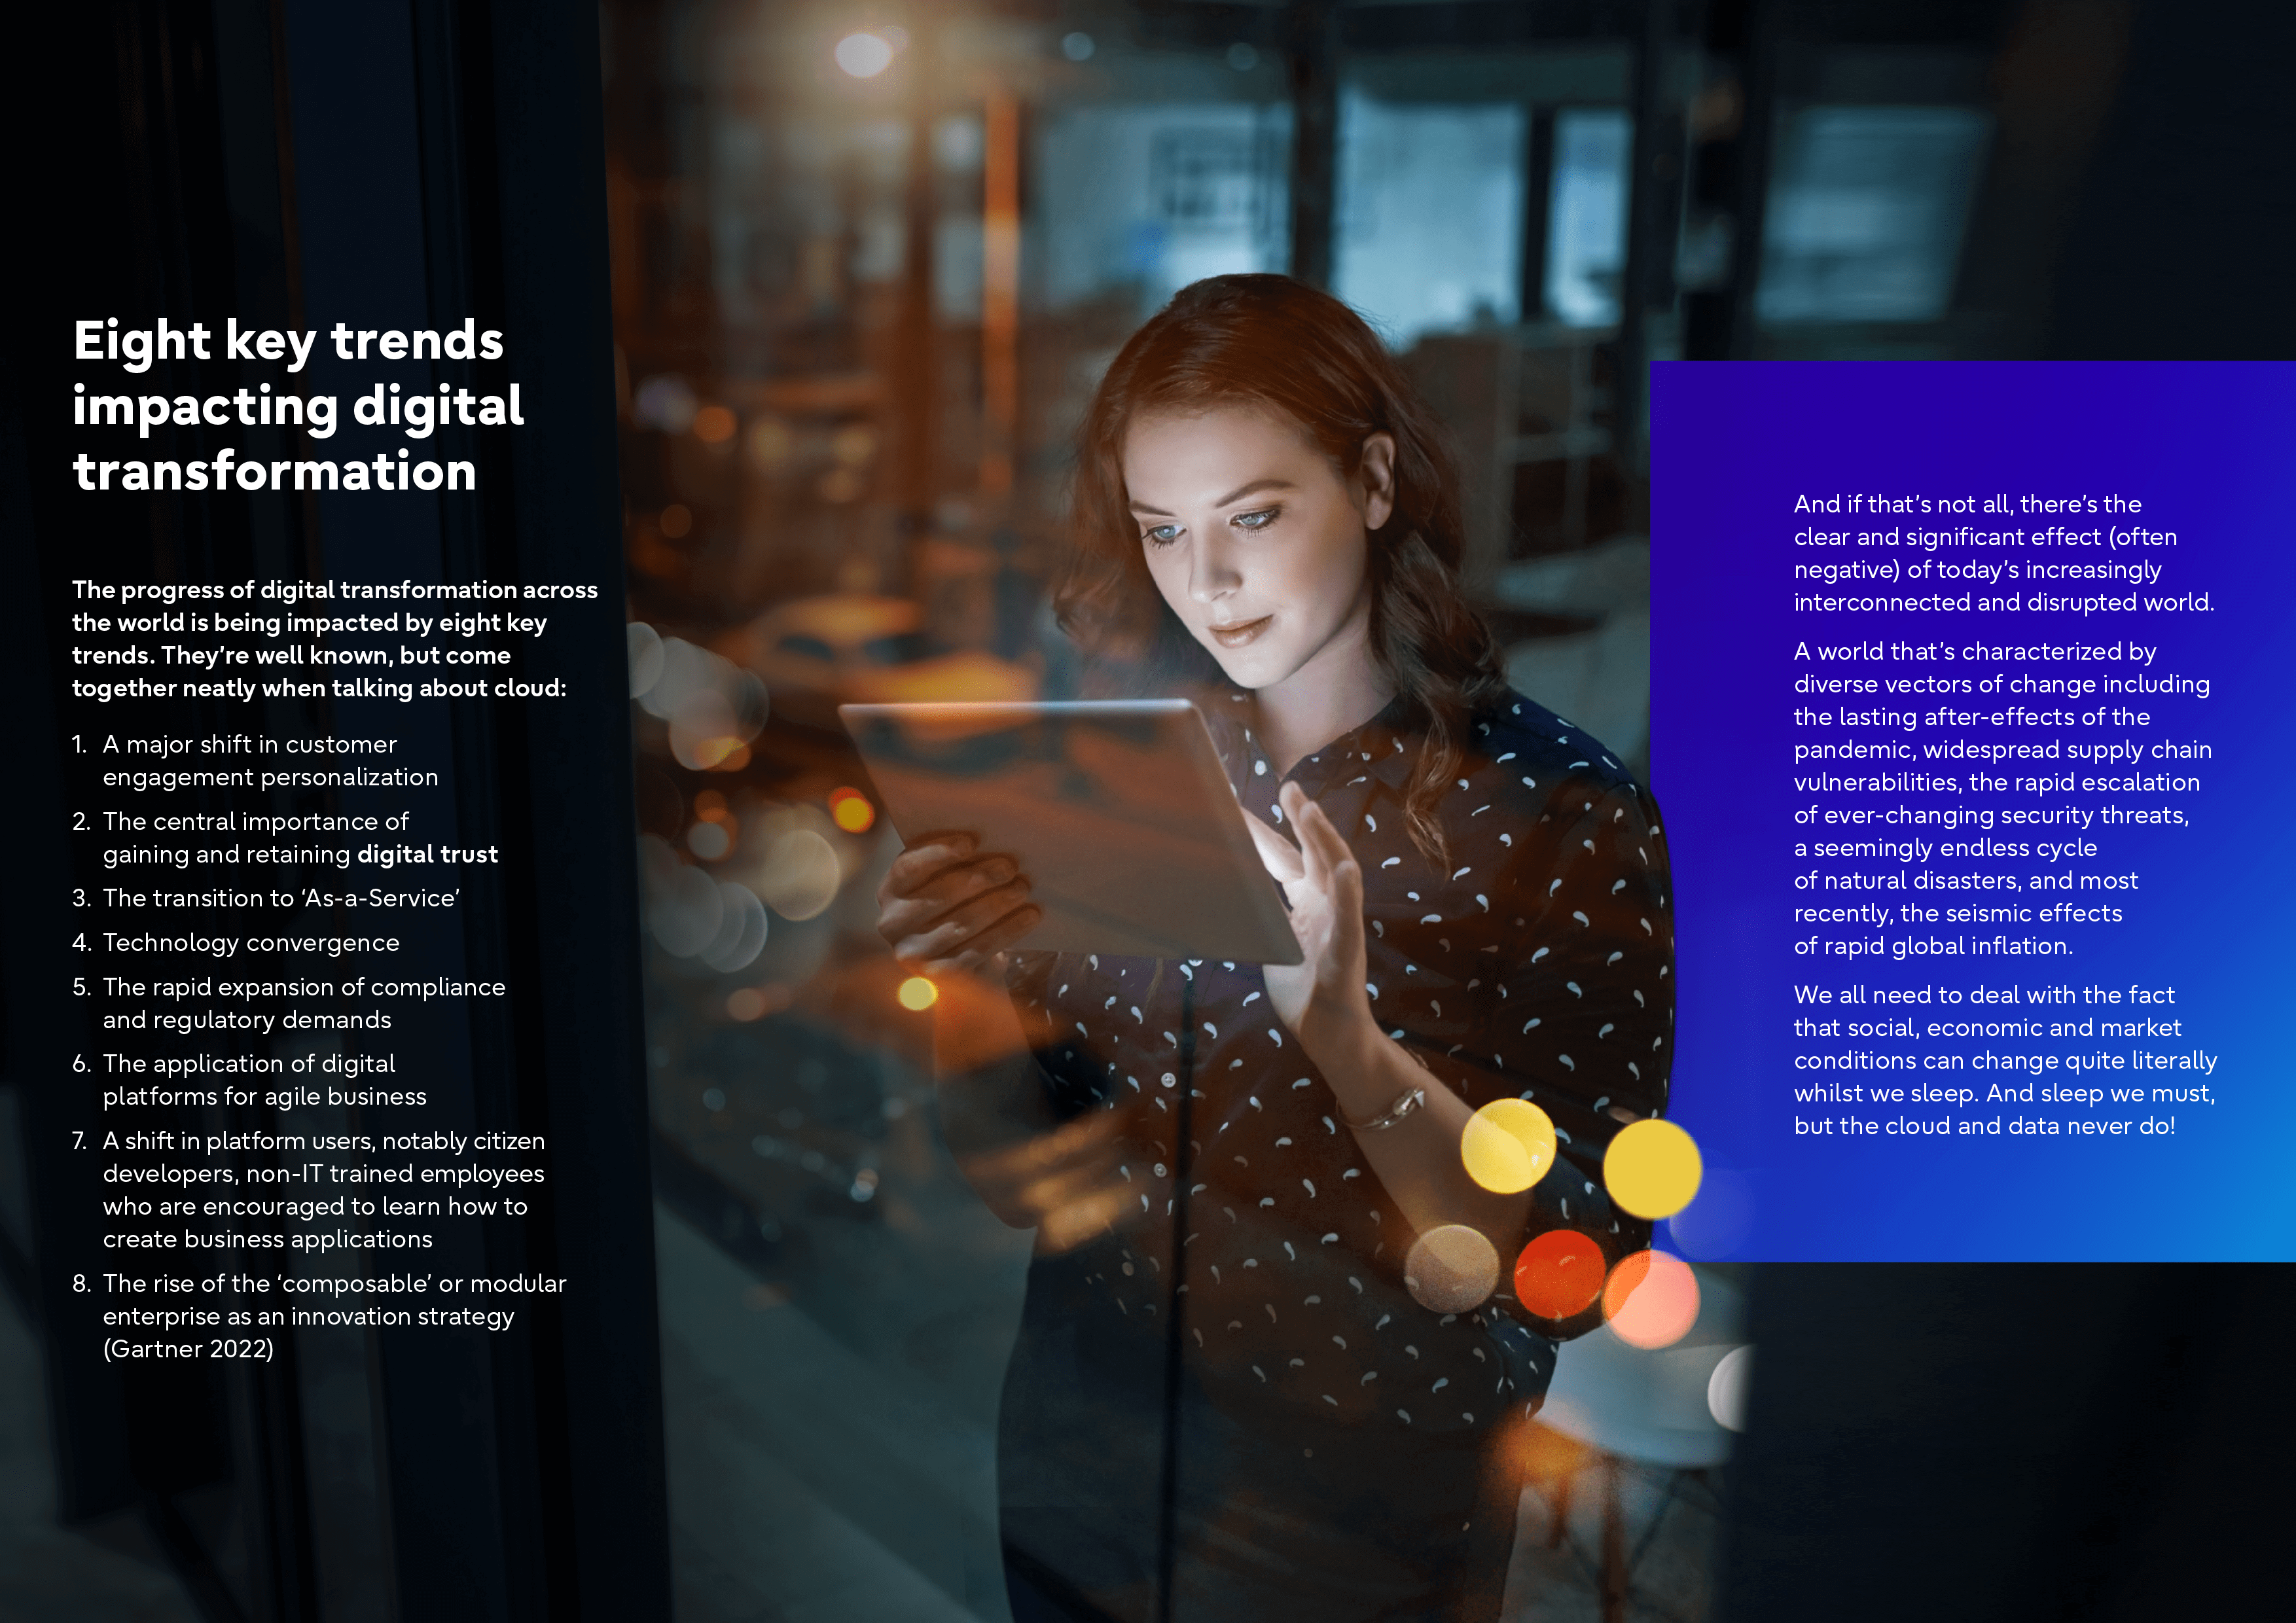 Eight key trends
impacting digital
transformation
The progress of digital transformation across
the world is being impacted by eight key
trends. They’re well known, but come
together neatly when talking about cloud:
1. A major shift in customer
engagement personalization
2. The central importance of
gaining and retaining digital trust
3. The transition to ‘As-a-Service’
4. Technology convergence
5. The rapid expansion of compliance
and regulatory demands
6. The application of digital
platforms for agile business
7. A shift in platform users, notably citizen
developers, non-IT trained employees
who are encouraged to learn how to
create business applications
8. The rise of the ‘composable’ or modular
enterprise as an innovation strategy
(Gartner 2022)
And if that’s not all, there’s the
clear and significant effect (often
negative) of today’s increasingly
interconnected and disrupted world.
A world that’s characterized by
diverse vectors of change including
the lasting after-effects of the
pandemic, widespread supply chain
vulnerabilities, the rapid escalation
of ever-changing security threats,
a seemingly endless cycle
of natural disasters, and most
recently, the seismic effects
of rapid global inflation.
We all need to deal with the fact
that social, economic and market
conditions can change quite literally
whilst we sleep. And sleep we must,
but the cloud and data never do!